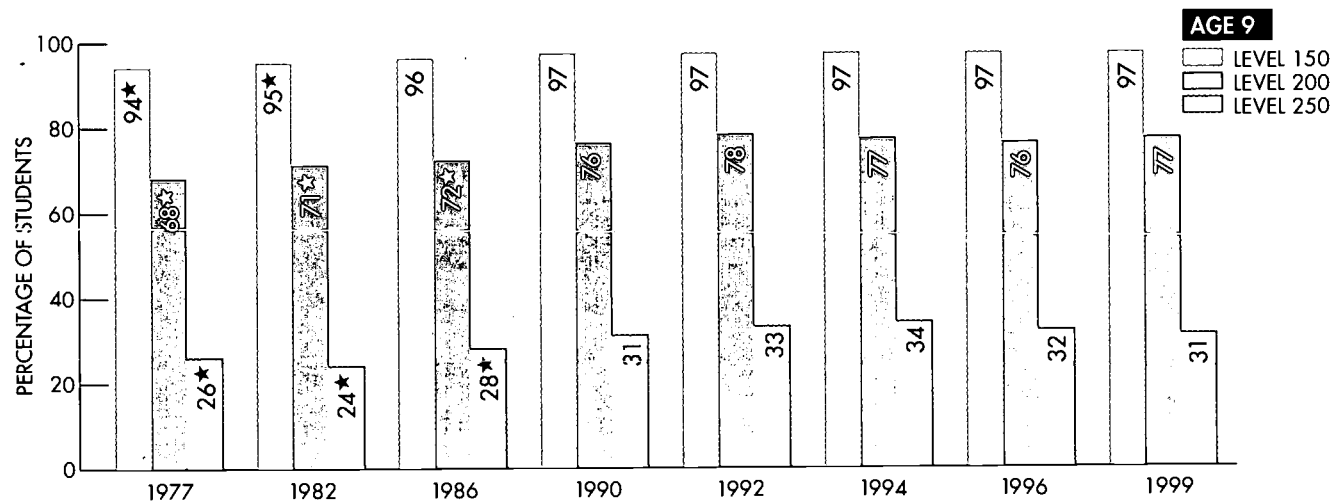 AGE 9
LEVEL 150
LEVEL 200
LEVEL 250
PERCENTAGE OF STUDENTS
100
80
60
40
20
0
94★ 68☆ 26★
95★ 71☆ 24★
96 72☆ 28★
97 76 31
97 78 33
97 77 34
97 76 32
97 77 31
1977 1982 1986 1990 1992 1994 1996 1999